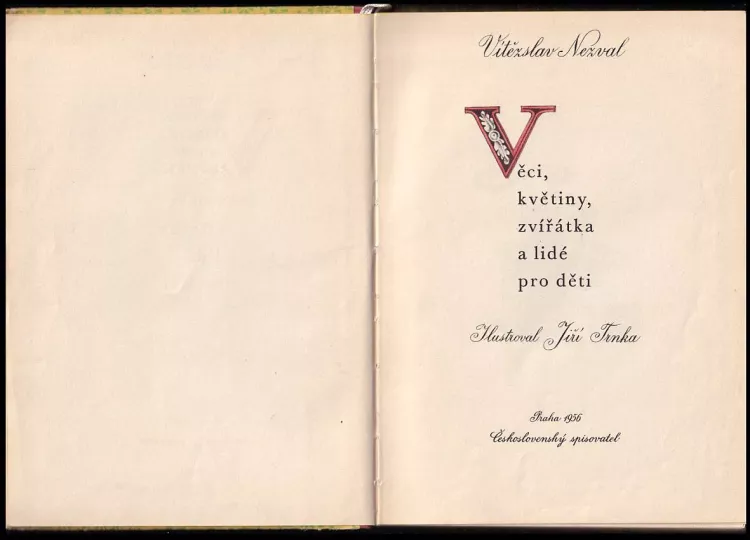 Vítězslav Nezval
Věci,
květiny,
zvířátka
a lidé
pro děti
Ilustroval Jiří Trnka
Praha 1956
Československý spisovatel